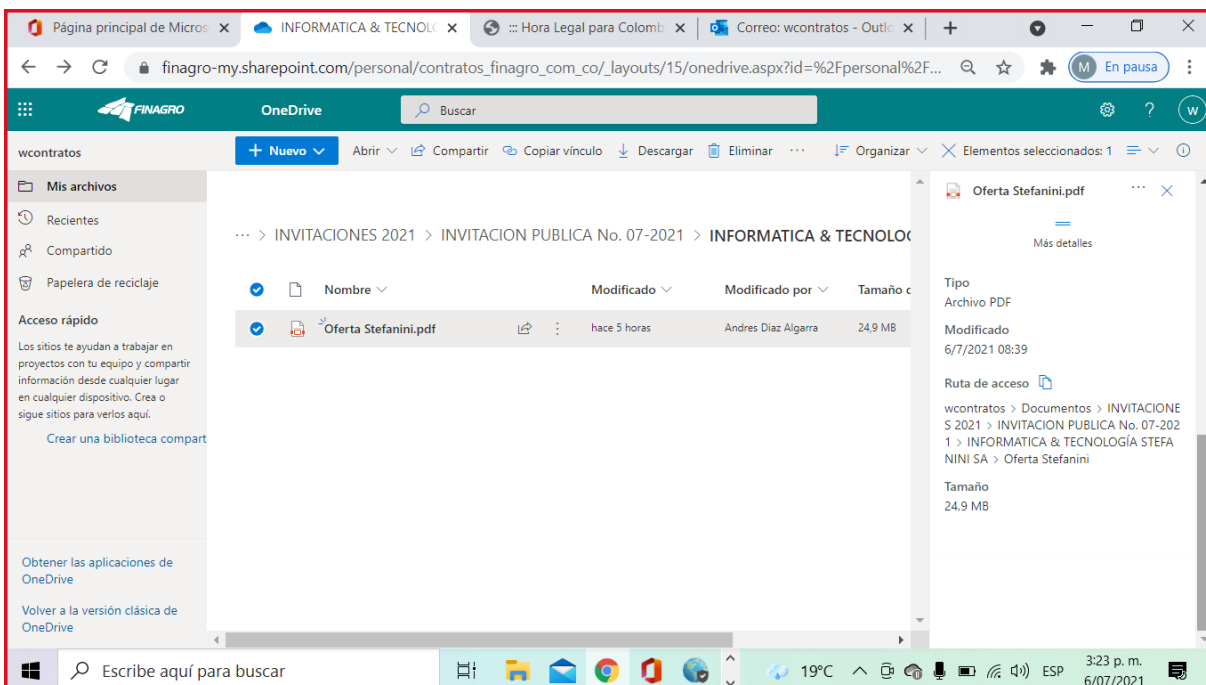 Página principal de Micros
INFORMATICA & TECNOLO
::: Hora Legal para Colomb
Correo: wcontratos - Outlo
finagro-my.sharepoint.com/personal/contratos_finagro_com_co/_layouts/15/onedrive.aspx?id=%2Fpersonal%2F...
M En pausa
FINAGRO
OneDrive
Buscar
?
W
wcontratos
+ Nuevo
Abrir
Compartir
Copiar vínculo
Descargar
Eliminar
...
Organizar
Elementos seleccionados: 1
Mis archivos
Recientes
Compartido
Papelera de reciclaje
Acceso rápido
Los sitios te ayudan a trabajar en
proyectos con tu equipo y compartir
información desde cualquier lugar
en cualquier dispositivo. Crea o
sigue sitios para verlos aquí.
Crear una biblioteca compart
Obtener las aplicaciones de
OneDrive
Volver a la versión clásica de
OneDrive
... > INVITACIONES 2021 > INVITACION PUBLICA No. 07-2021 > INFORMATICA & TECNOLO
Nombre Modificado Modificado por Tamaño d
Oferta Stefanini.pdf hace 5 horas Andres Diaz Algarra 24,9 MB
Oferta Stefanini.pdf ...
Más detalles
Tipo
Archivo PDF
Modificado
6/7/2021 08:39
Ruta de acceso
wcontratos > Documentos > INVITACIONE
S 2021 > INVITACION PUBLICA No. 07-202
1 > INFORMATICA & TECNOLOGÍA STEFA
NINI SA > Oferta Stefanini
Tamaño
24,9 MB
Escribe aquí para buscar
19°C
ESP
3:23 p. m.
6/07/2021